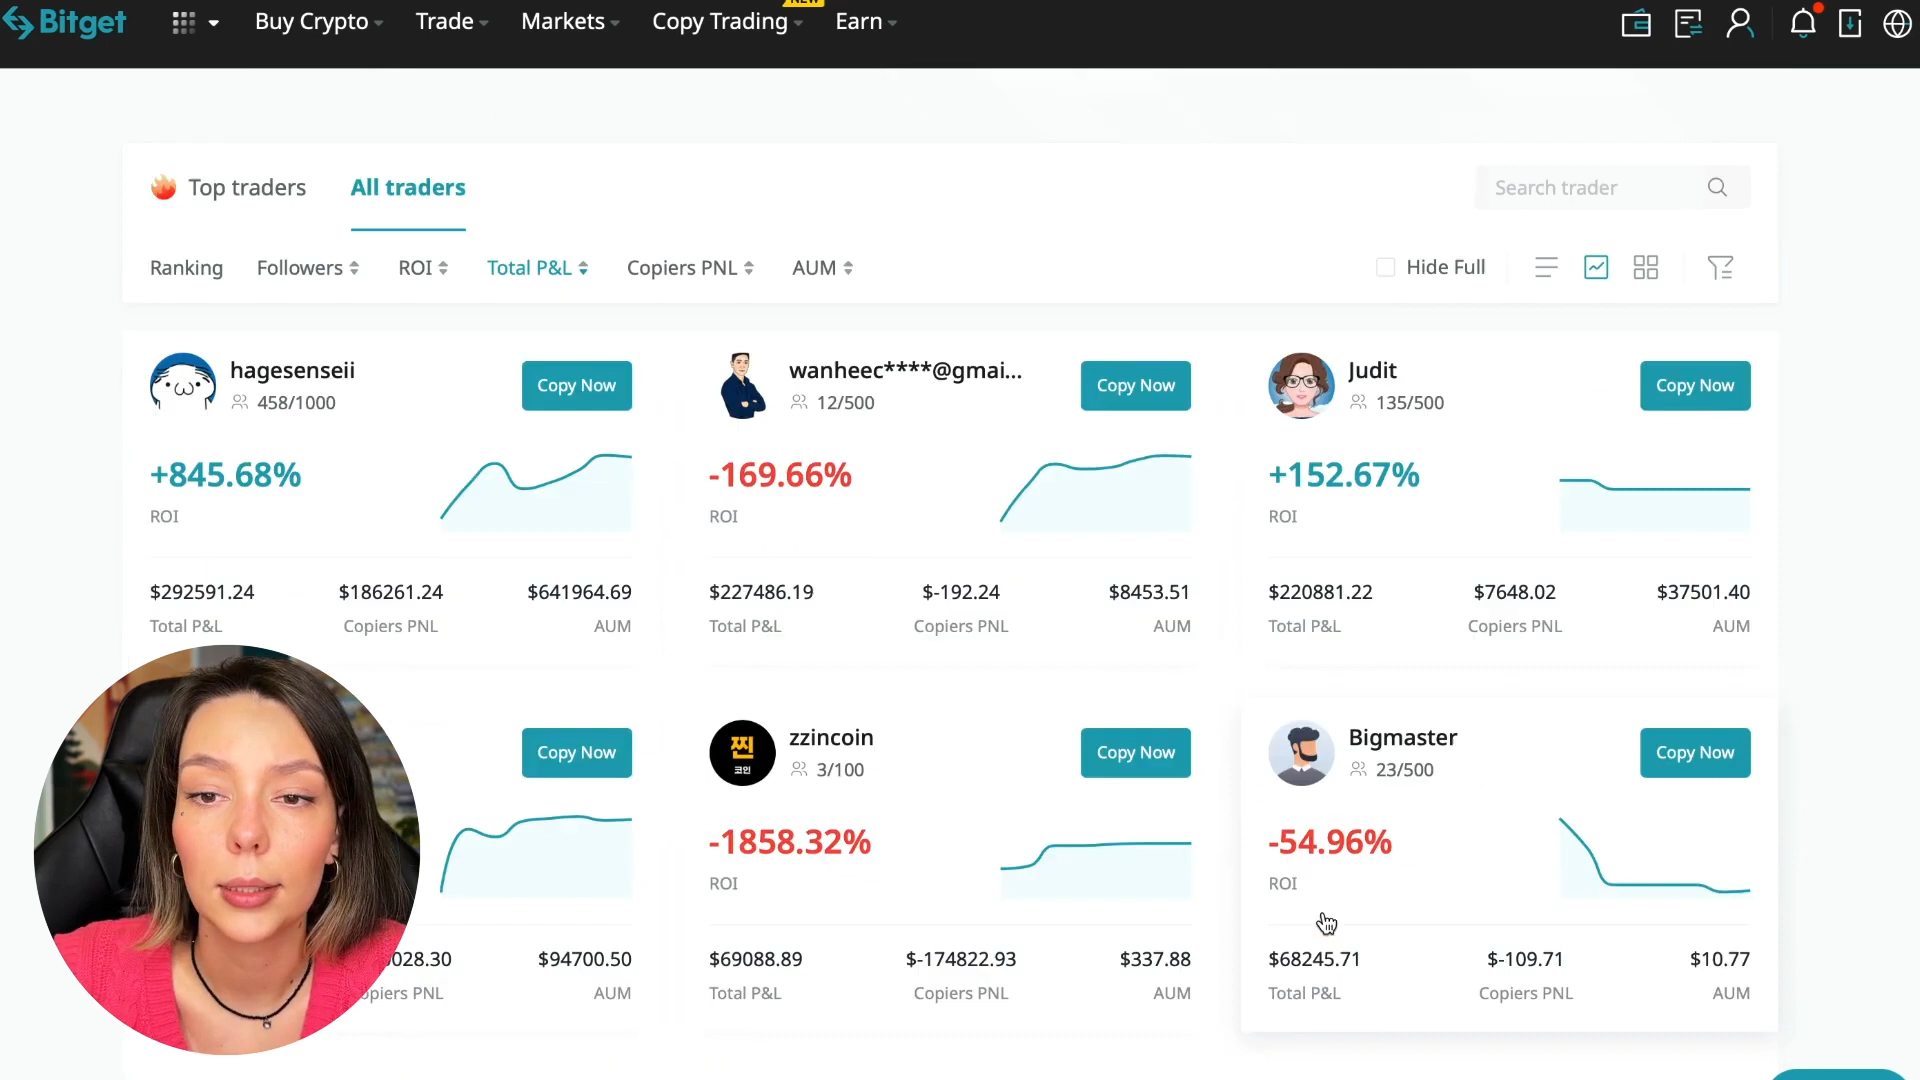 Bitget
Buy Crypto
Trade
Markets
Copy Trading
NEW
Earn
Top traders
All traders
Search trader
Ranking
Followers
ROI
Total P&L
Copiers PNL
AUM
Hide Full
hagesenseii
458/1000
Copy Now
+845.68%
ROI
$292591.24
$186261.24
$641964.69
Total P&L
Copiers PNL
AUM
wanheec****@gmai...
12/500
Copy Now
-169.66%
ROI
$227486.19
$-192.24
$8453.51
Total P&L
Copiers PNL
AUM
Judit
135/500
Copy Now
+152.67%
ROI
$220881.22
$7648.02
$37501.40
Total P&L
Copiers PNL
AUM
Copy Now
028.30
$94700.50
opiers PNL
AUM
찐
코인
zzincoin
3/100
Copy Now
-1858.32%
ROI
$69088.89
$-174822.93
$337.88
Total P&L
Copiers PNL
AUM
Bigmaster
23/500
Copy Now
-54.96%
ROI
$68245.71
$-109.71
$10.77
Total P&L
Copiers PNL
AUM